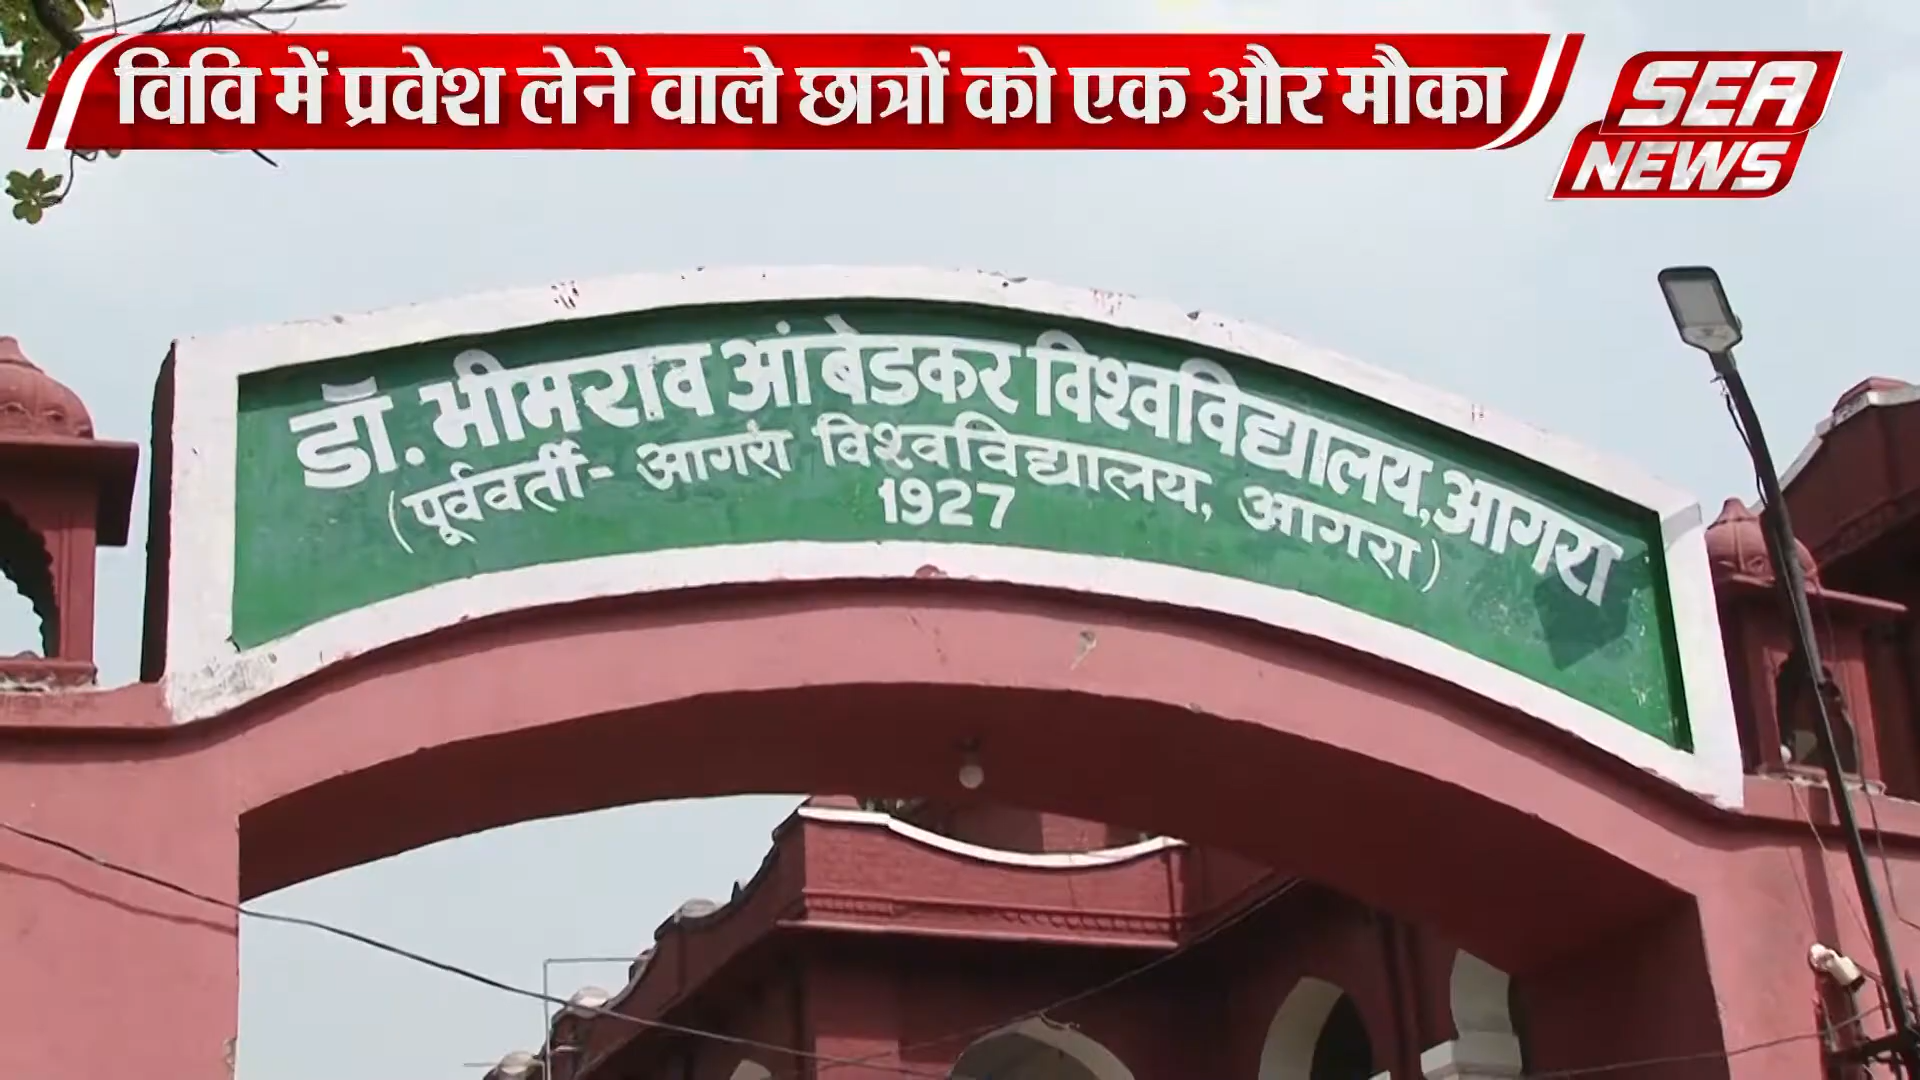 विवि में प्रवेश लेने वाले छात्रों को एक और मौका
SEA
NEWS
डॉ. भीमराव आंबेडकर विश्वविद्यालय, आगरा
(पूर्ववर्ती- आगरा विश्वविद्यालय, आगरा)
1927